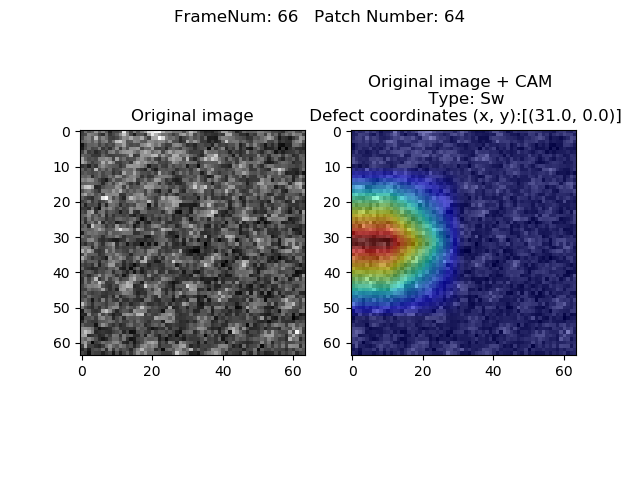 FrameNum: 66   Patch Number: 64
Original image
Original image + CAM
Type: Sw
Defect coordinates (x, y):[(31.0, 0.0)]
0
10
20
30
40
50
60
0 20 40 60
0
10
20
30
40
50
60
0 20 40 60